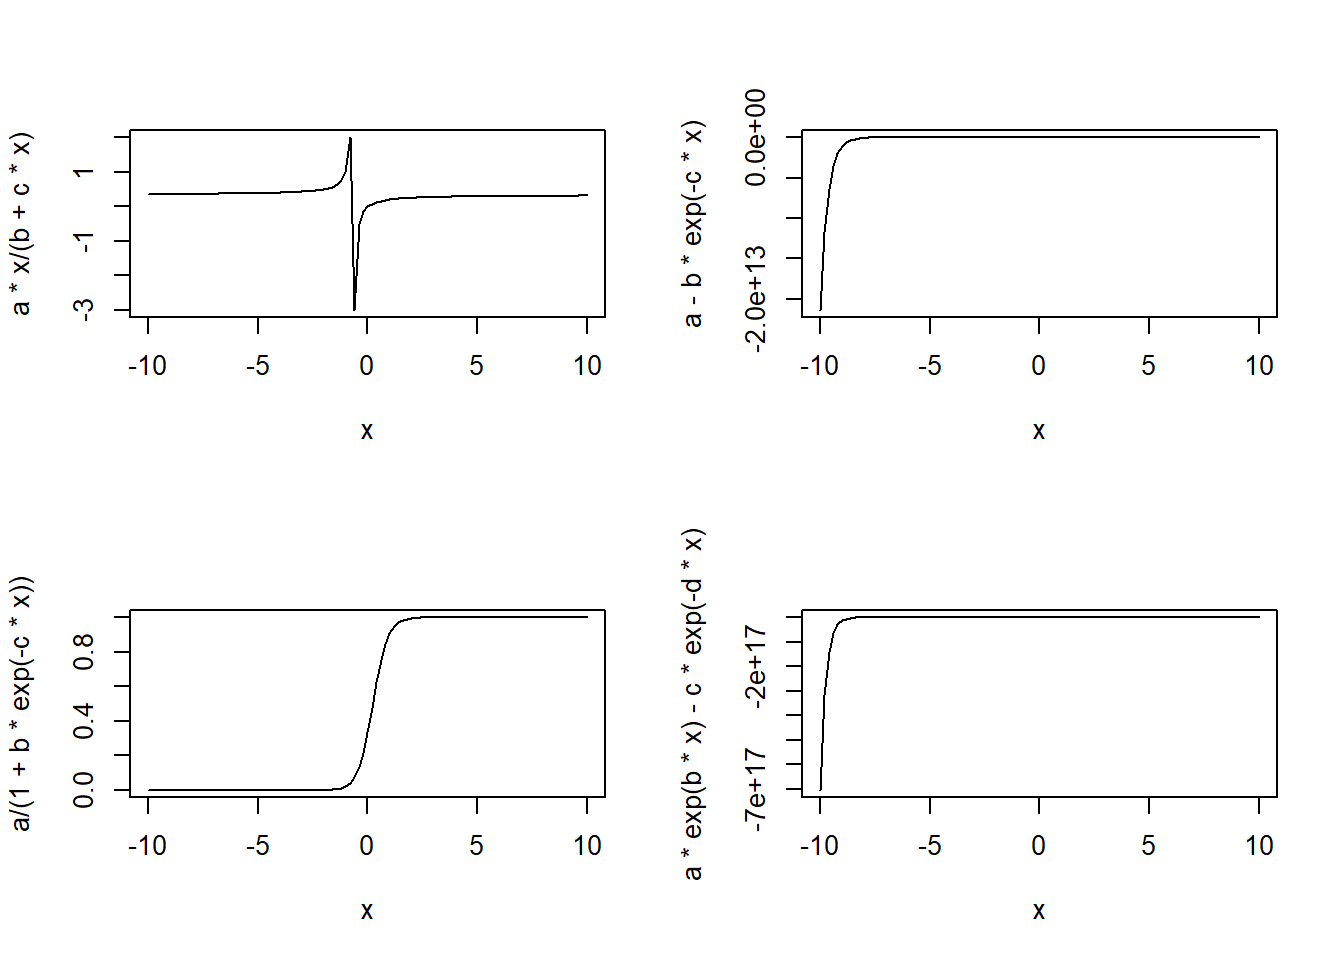 a * x/(b + c * x)
1
-1
-3
-10 -5 0 5 10
x
a - b * exp(-c * x)
0.0e+00
-2.0e+13
-10 -5 0 5 10
x
a/(1 + b * exp(-c * x))
0.8
0.4
0.0
-10 -5 0 5 10
x
a * exp(b * x) - c * exp(-d * x)
-2e+17
-7e+17
-10 -5 0 5 10
x